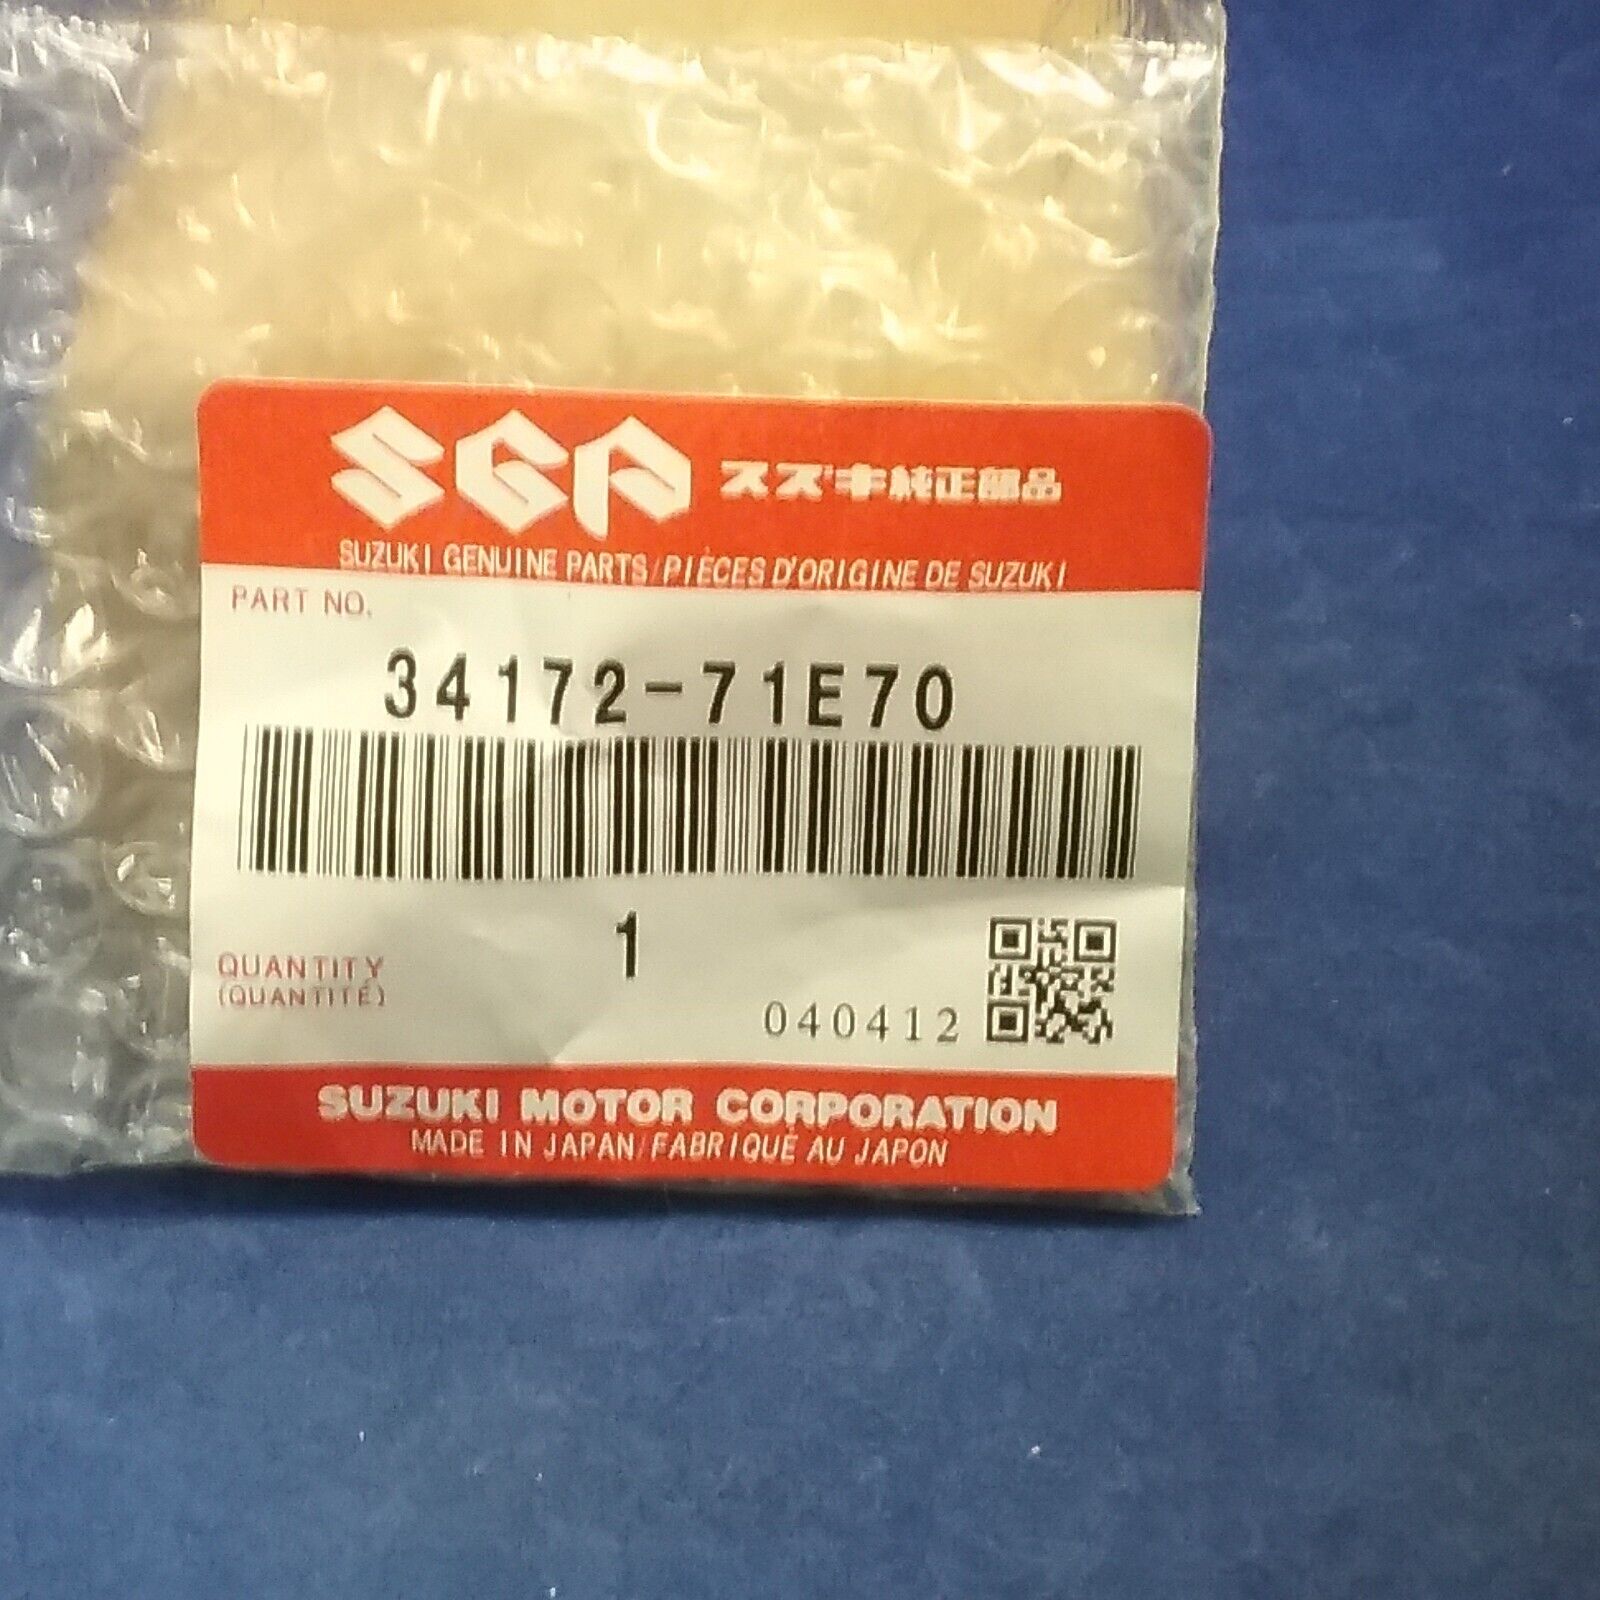 SGP スズキ純正部品
SUZUKI GENUINE PARTS/PIÈCES D'ORIGINE DE SUZUKI
PART NO.
34172-71E70
1
QUANTITY
(QUANTITÉ)
040412
SUZUKI MOTOR CORPORATION
MADE IN JAPAN/FABRIQUÉ AU JAPON